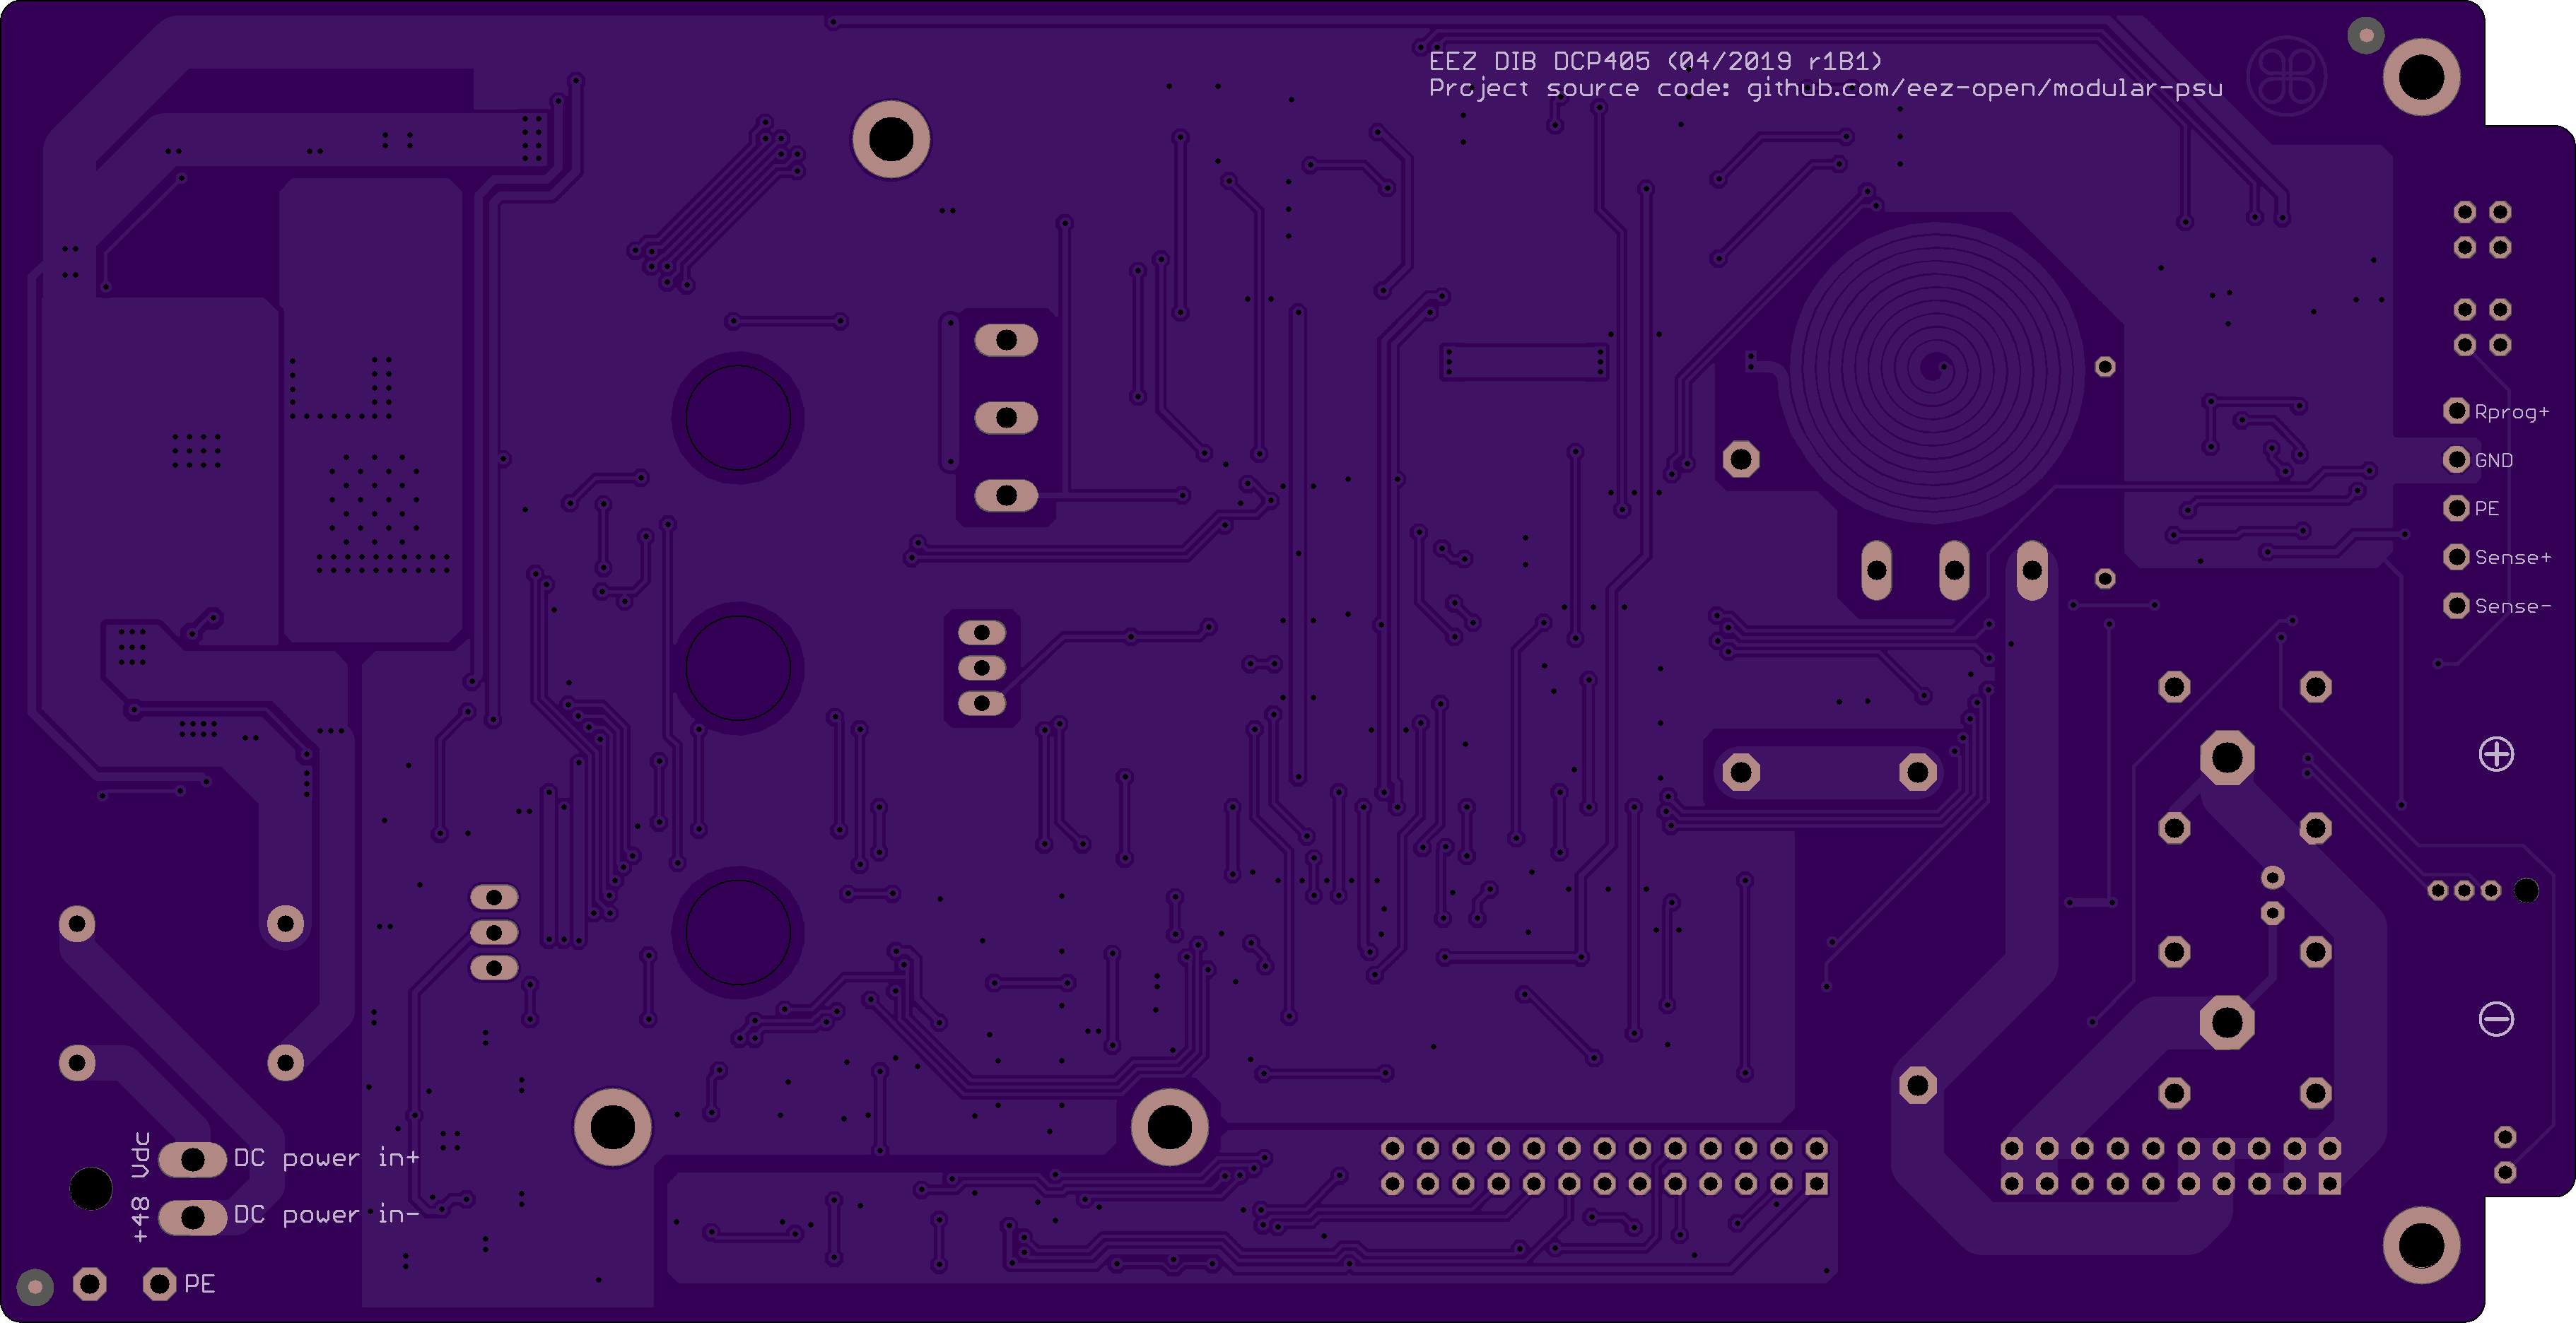 EEZ DIB DCP405 (04/2019 r1B1)
Project source code: github.com/eez-open/modular-psu
Rprog+
GND
PE
Sense+
Sense-
+48 Vdc
DC power in+
DC power in-
PE